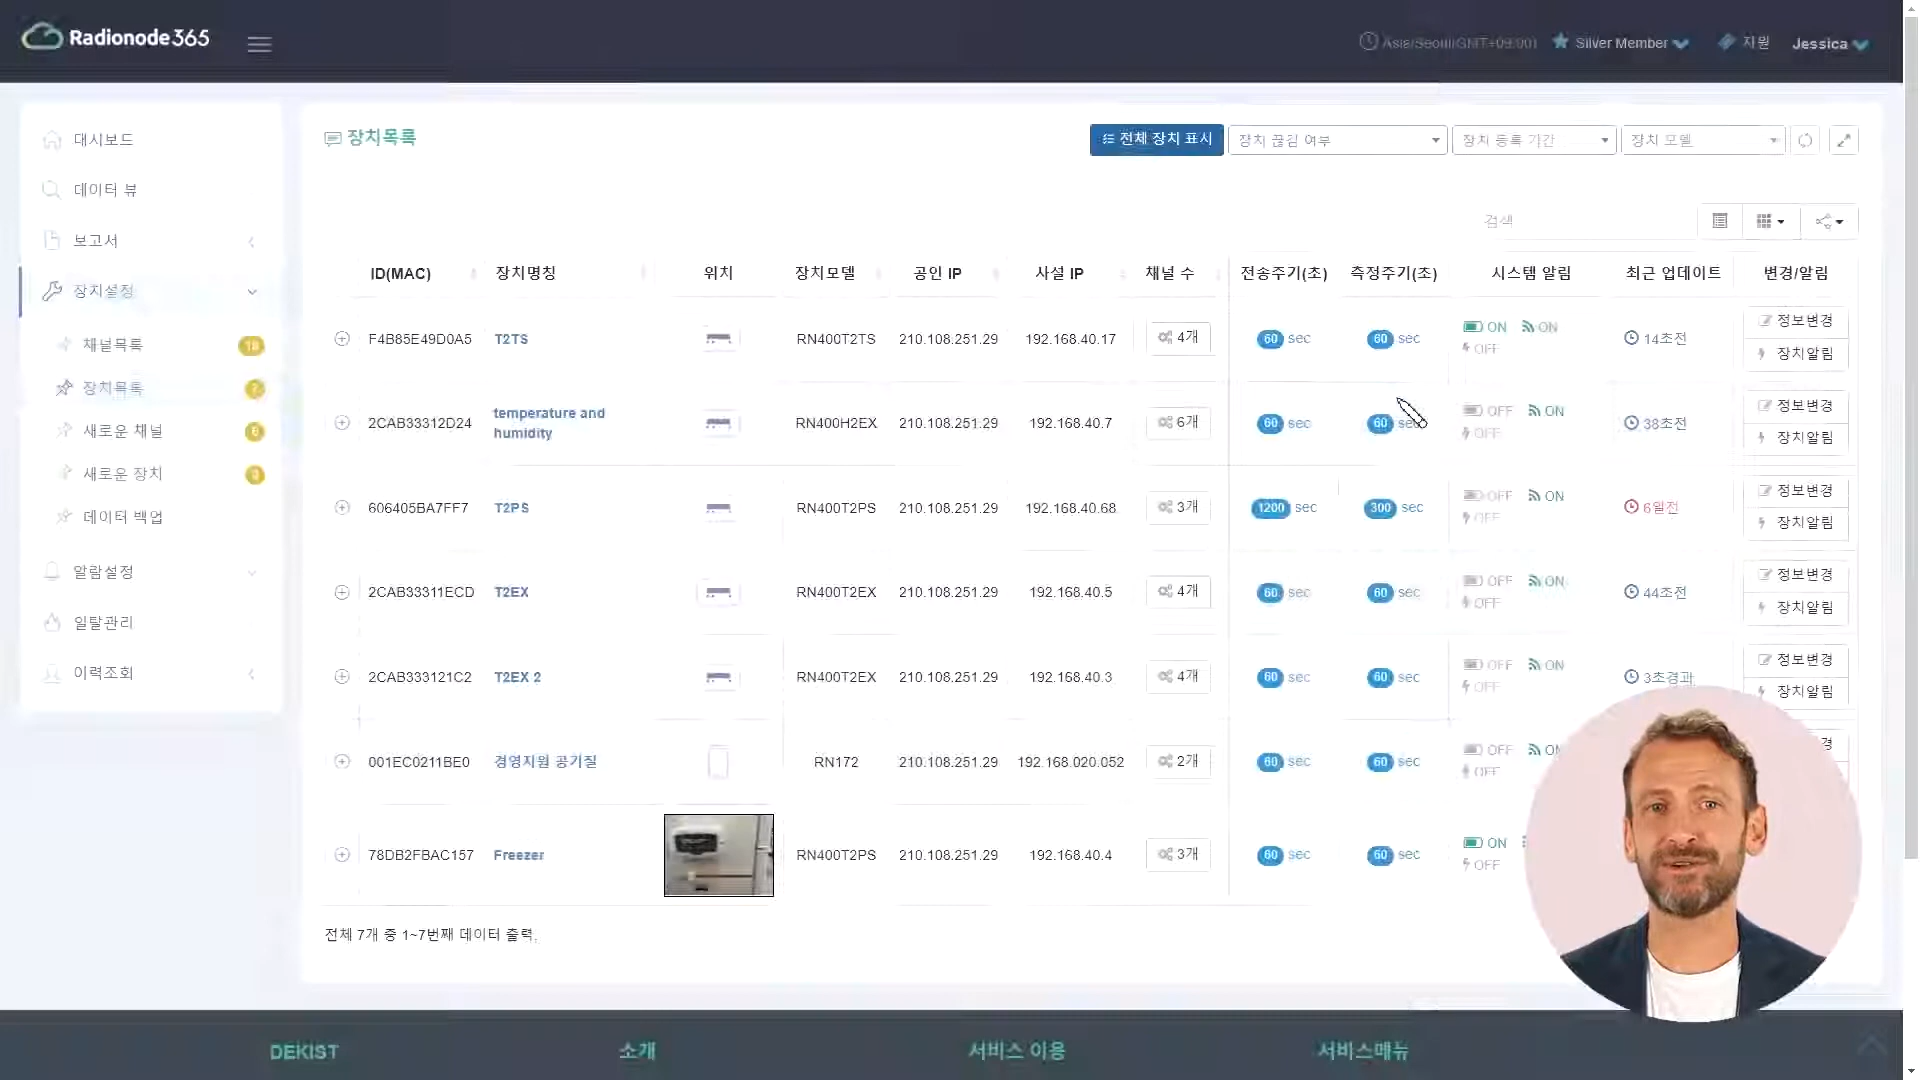 Radionode365
Asia/Seoul(GMT+09:00)
Silver Member
지원
Jessica
대시보드
데이터 뷰
보고서
장치설정
채널목록 18
장치목록 7
새로운 채널 6
새로운 장치 3
데이터 백업
알람설정
일탈관리
이력조회
장치목록
전체 장치 표시
장치 끊김 여부
장치 등록 기간
장치 모델
검색
ID(MAC) 장치명칭 위치 장치모델 공인 IP 사설 IP 채널 수 전송주기(초) 측정주기(초) 시스템 알림 최근 업데이트 변경/알림
F4B85E49D0A5 T2TS RN400T2TS 210.108.251.29 192.168.40.17 4개 60 sec 60 sec ON ON OFF 14초전 정보변경 장치알림
2CAB33312D24 temperature and humidity RN400H2EX 210.108.251.29 192.168.40.7 6개 60 sec 60 sec OFF ON OFF 38초전 정보변경 장치알림
606405BA7FF7 T2PS RN400T2PS 210.108.251.29 192.168.40.68 3개 1200 sec 300 sec OFF ON OFF 6일전 정보변경 장치알림
2CAB33311ECD T2EX RN400T2EX 210.108.251.29 192.168.40.5 4개 60 sec 60 sec OFF ON OFF 44초전 정보변경 장치알림
2CAB333121C2 T2EX 2 RN400T2EX 210.108.251.29 192.168.40.3 4개 60 sec 60 sec OFF ON OFF 3초경과 정보변경 장치알림
001EC0211BE0 경영지원 공기질 RN172 210.108.251.29 192.168.020.052 2개 60 sec 60 sec OFF ON OFF
78DB2FBAC157 Freezer RN400T2PS 210.108.251.29 192.168.40.4 3개 60 sec 60 sec ON OFF
전체 7개 중 1~7번째 데이터 출력,
DEKIST 소개 서비스 이용 서비스메뉴